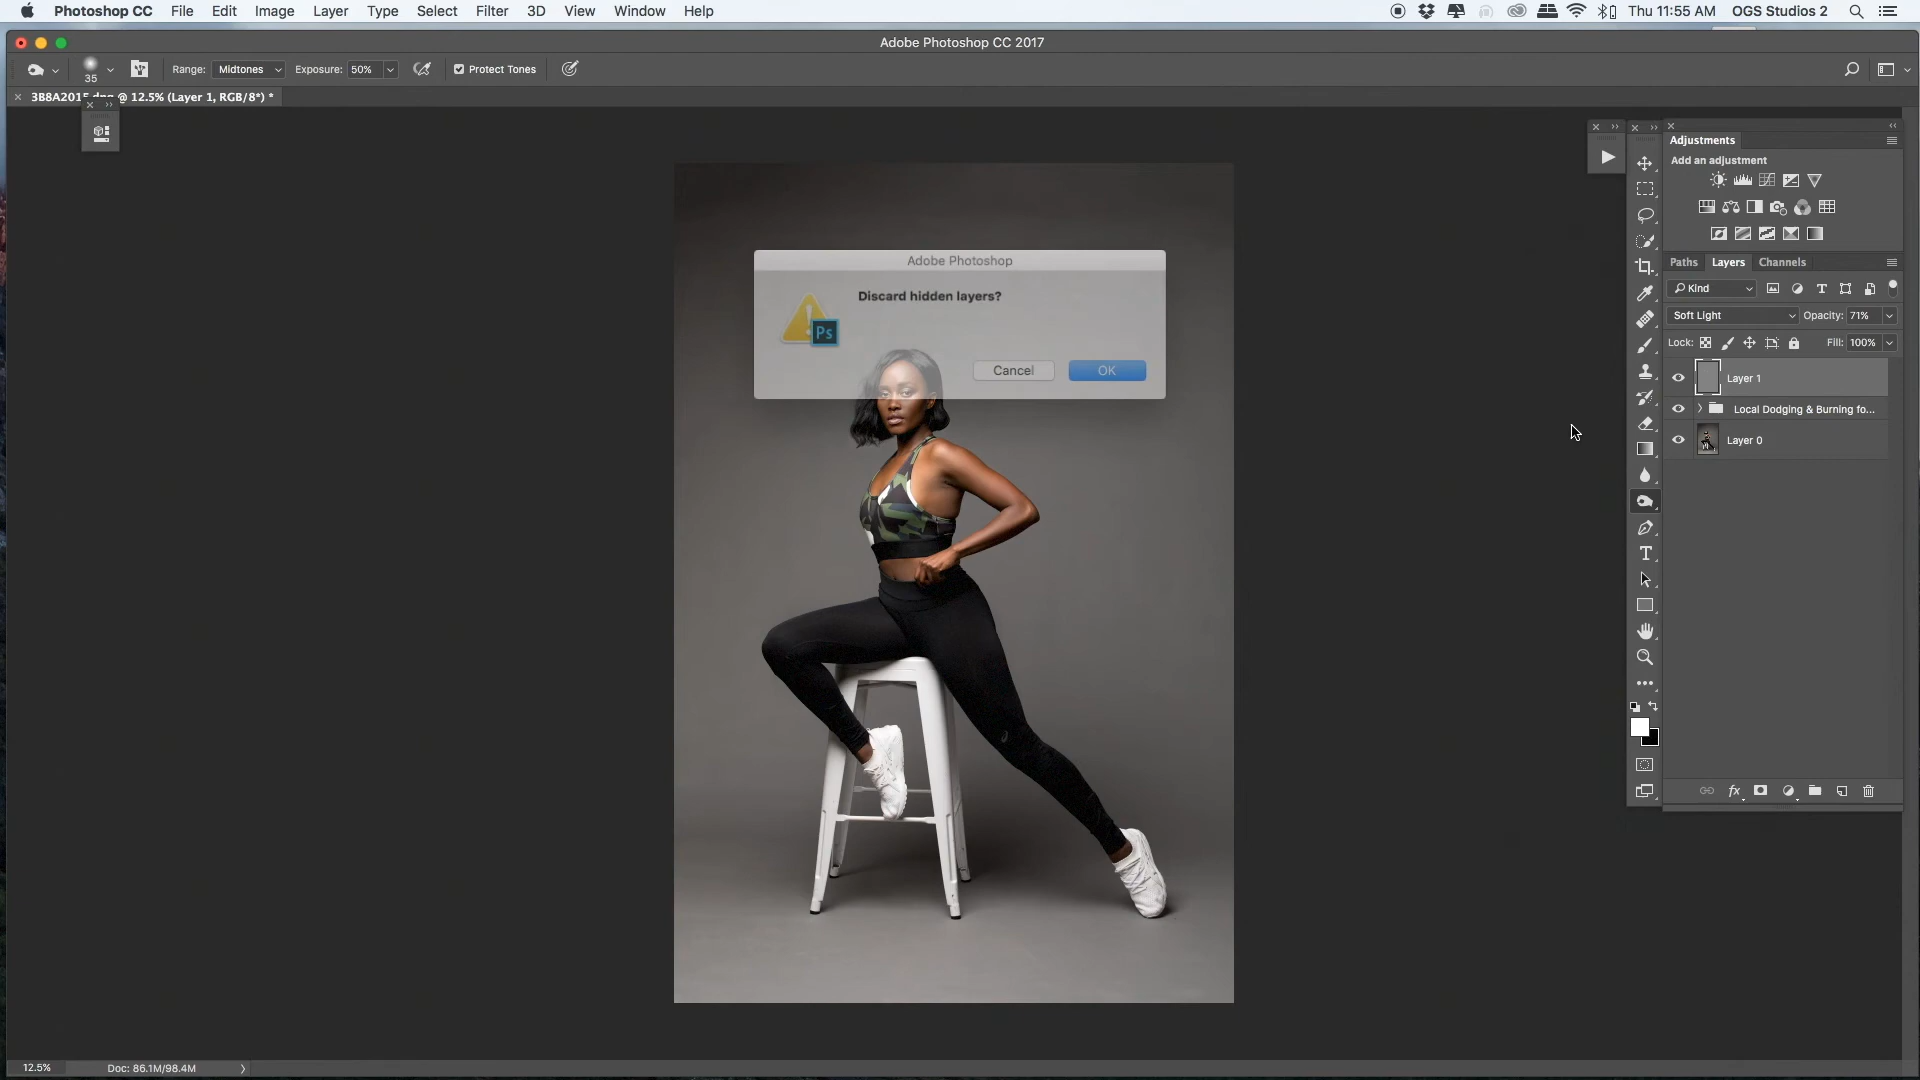 Photoshop CC File Edit Image Layer Type Select Filter 3D View Window Help
Thu 11:55 AM OGS Studios 2
Adobe Photoshop CC 2017
35 Range: Midtones Exposure: 50% Protect Tones
@ 12.5% (Layer 1, RGB/8*) *
Adobe Photoshop
Discard hidden layers?
Ps
Cancel OK
Adjustments
Add an adjustment
Paths Layers Channels
Kind T
Soft Light Opacity: 71%
Lock: Fill: 100%
Layer 1
Local Dodging & Burning fo...
Layer 0
T
fx
12.5% Doc: 86.1M/98.4M